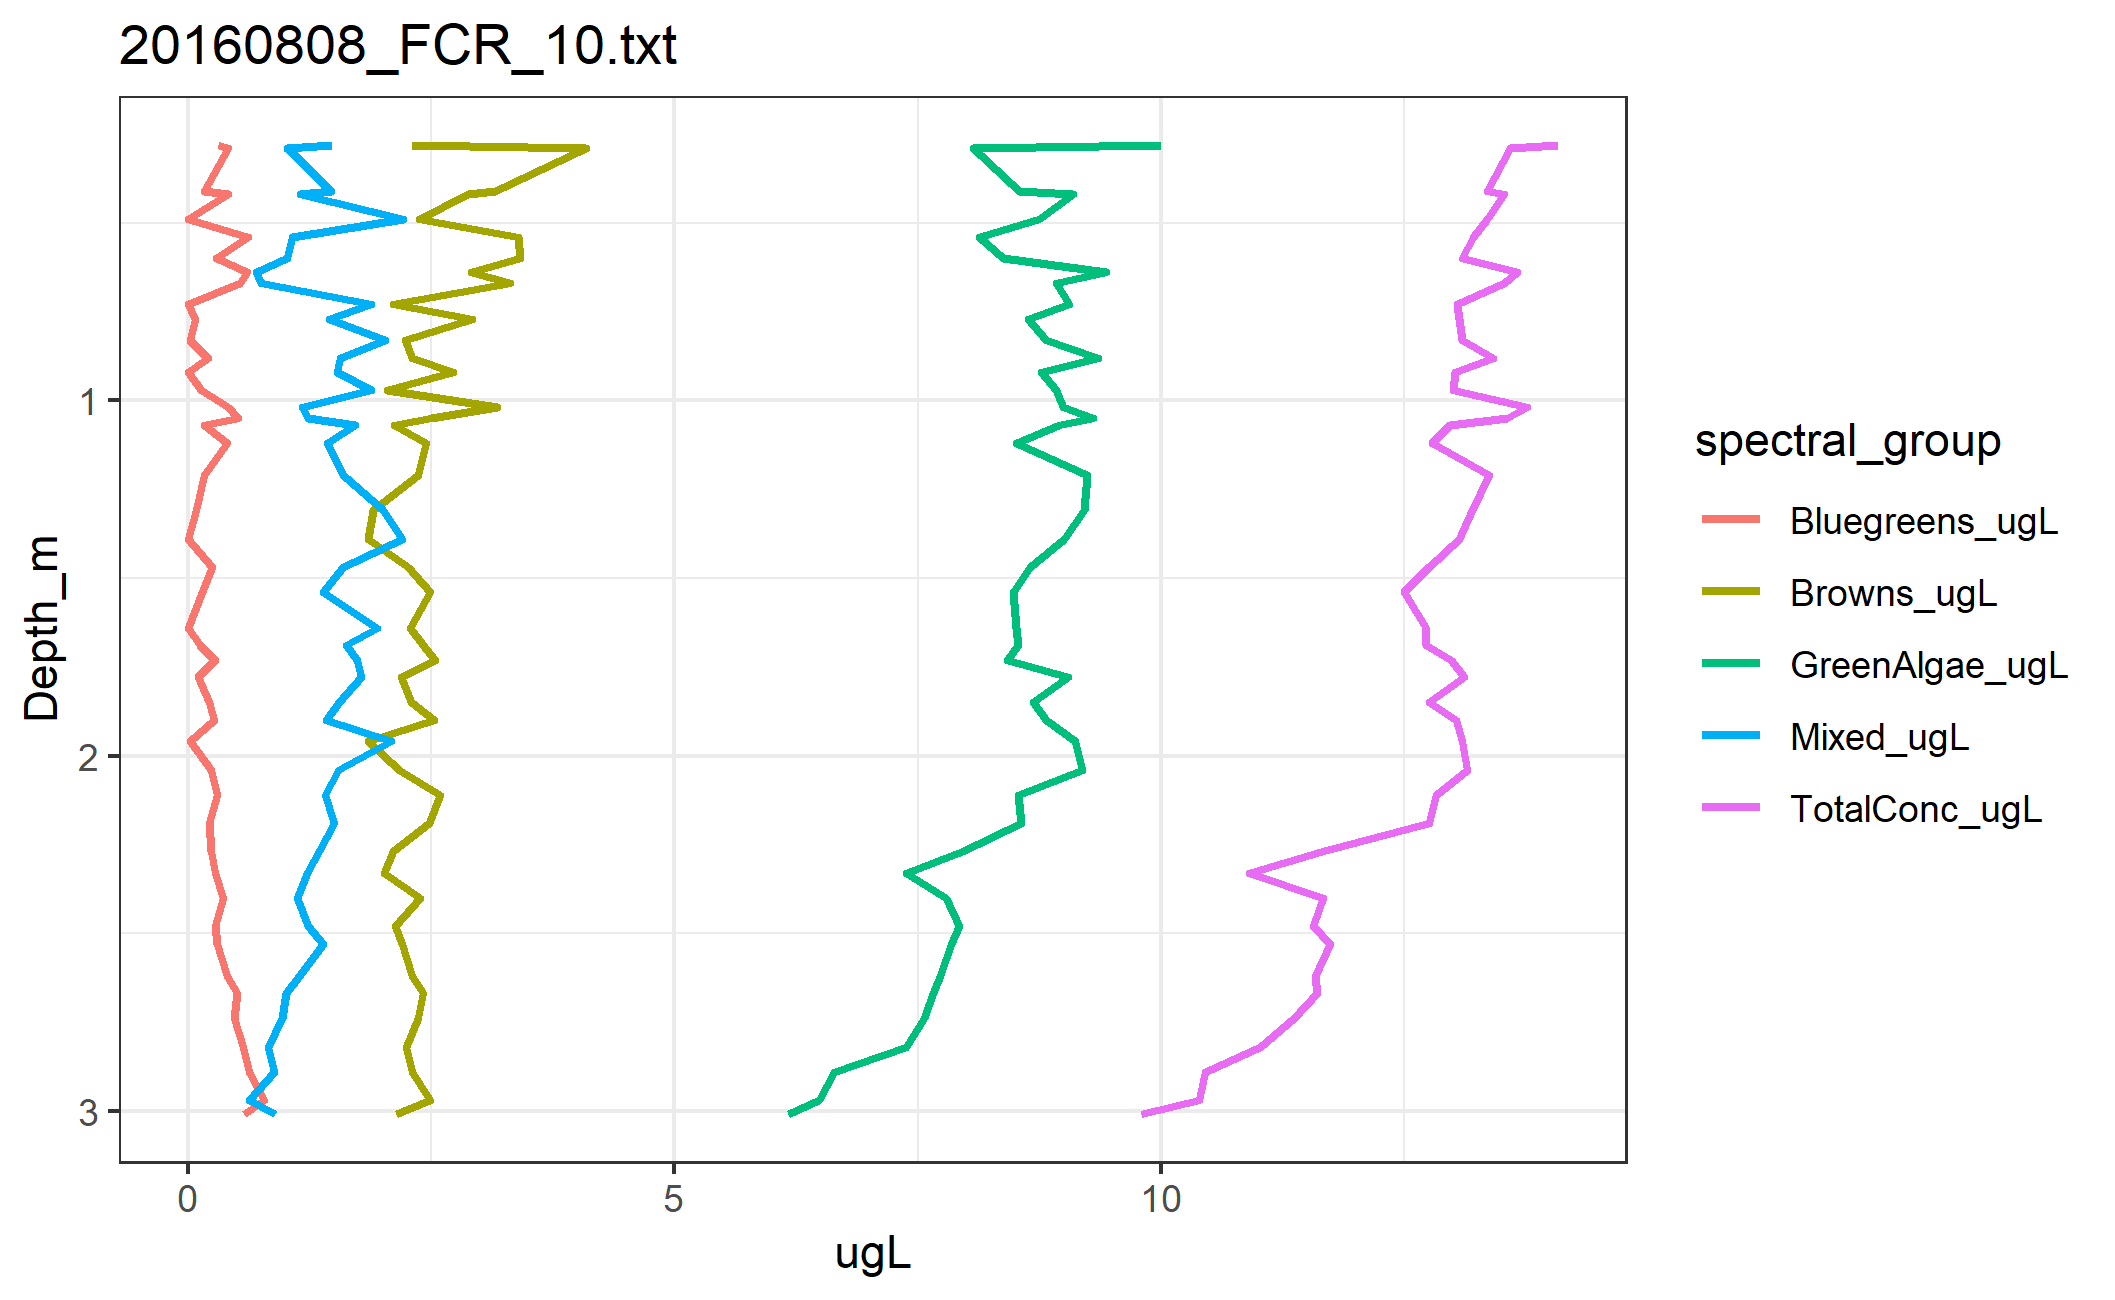 20160808_FCR_10.txt
Depth_m
1
2
3
0
5
10
ugL
spectral_group
Bluegreens_ugL
Browns_ugL
GreenAlgae_ugL
Mixed_ugL
TotalConc_ugL